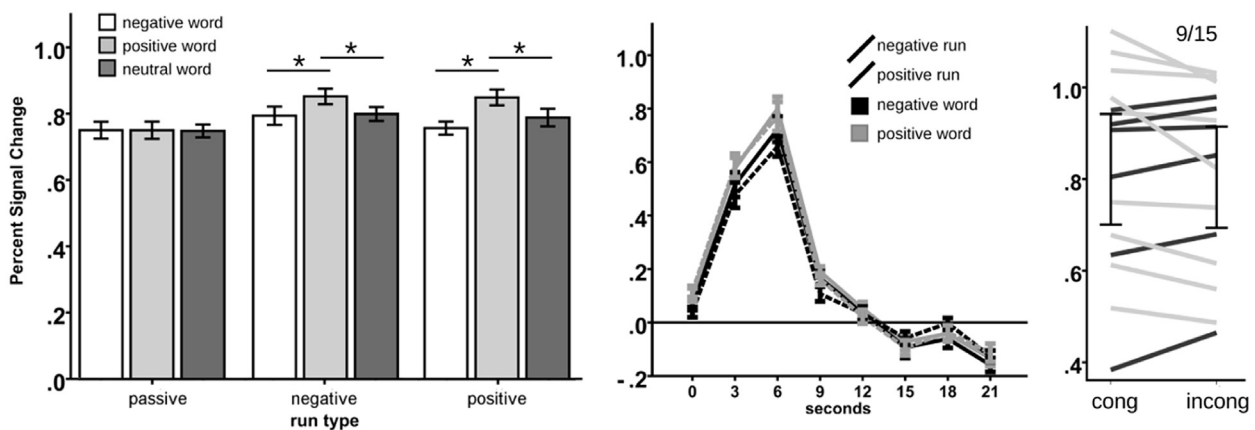 negative word
positive word
neutral word
Percent Signal Change
1.0
.8
.6
.4
.2
.0
* * * *
passive negative positive
run type
negative run
positive run
negative word
positive word
1.0
.8
.6
.4
.2
.0
-.2
0 3 6 9 12 15 18 21
seconds
9/15
1.0
.8
.6
.4
cong incong